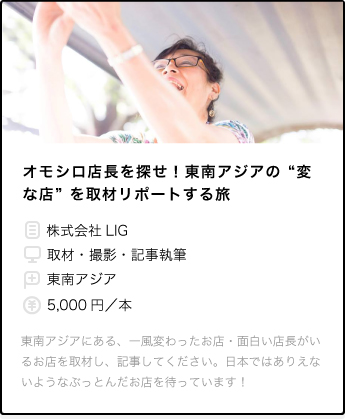 オモシロ店長を探せ！東南アジアの“変
な店”を取材リポートする旅
株式会社 LIG
取材・撮影・記事執筆
東南アジア
5,000 円／本
東南アジアにある、一風変わったお店・面白い店長がい
るお店を取材し、記事してください。日本ではありえな
いようなぶっとんだお店を待っています！